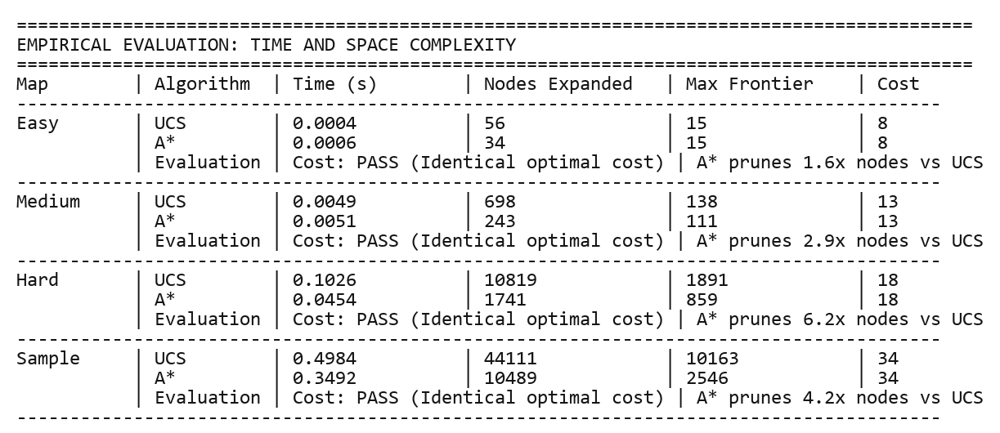 ==========================================================================================
EMPIRICAL EVALUATION: TIME AND SPACE COMPLEXITY
==========================================================================================
Map        | Algorithm  | Time (s)        | Nodes Expanded   | Max Frontier    | Cost
---------------------------------------------------------------------------------------
Easy       | UCS        | 0.0004          | 56               | 15              | 8
           | A*         | 0.0006          | 34               | 15              | 8
           | Evaluation | Cost: PASS (Identical optimal cost) | A* prunes 1.6x nodes vs UCS
---------------------------------------------------------------------------------------
Medium     | UCS        | 0.0049          | 698              | 138             | 13
           | A*         | 0.0051          | 243              | 111             | 13
           | Evaluation | Cost: PASS (Identical optimal cost) | A* prunes 2.9x nodes vs UCS
---------------------------------------------------------------------------------------
Hard       | UCS        | 0.1026          | 10819            | 1891            | 18
           | A*         | 0.0454          | 1741             | 859             | 18
           | Evaluation | Cost: PASS (Identical optimal cost) | A* prunes 6.2x nodes vs UCS
---------------------------------------------------------------------------------------
Sample     | UCS        | 0.4984          | 44111            | 10163           | 34
           | A*         | 0.3492          | 10489            | 2546            | 34
           | Evaluation | Cost: PASS (Identical optimal cost) | A* prunes 4.2x nodes vs UCS
---------------------------------------------------------------------------------------